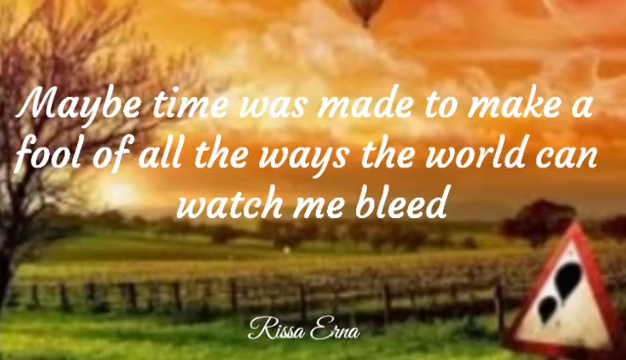 Maybe time was made to make a
fool of all the ways the world can
watch me bleed
Rissa Erna